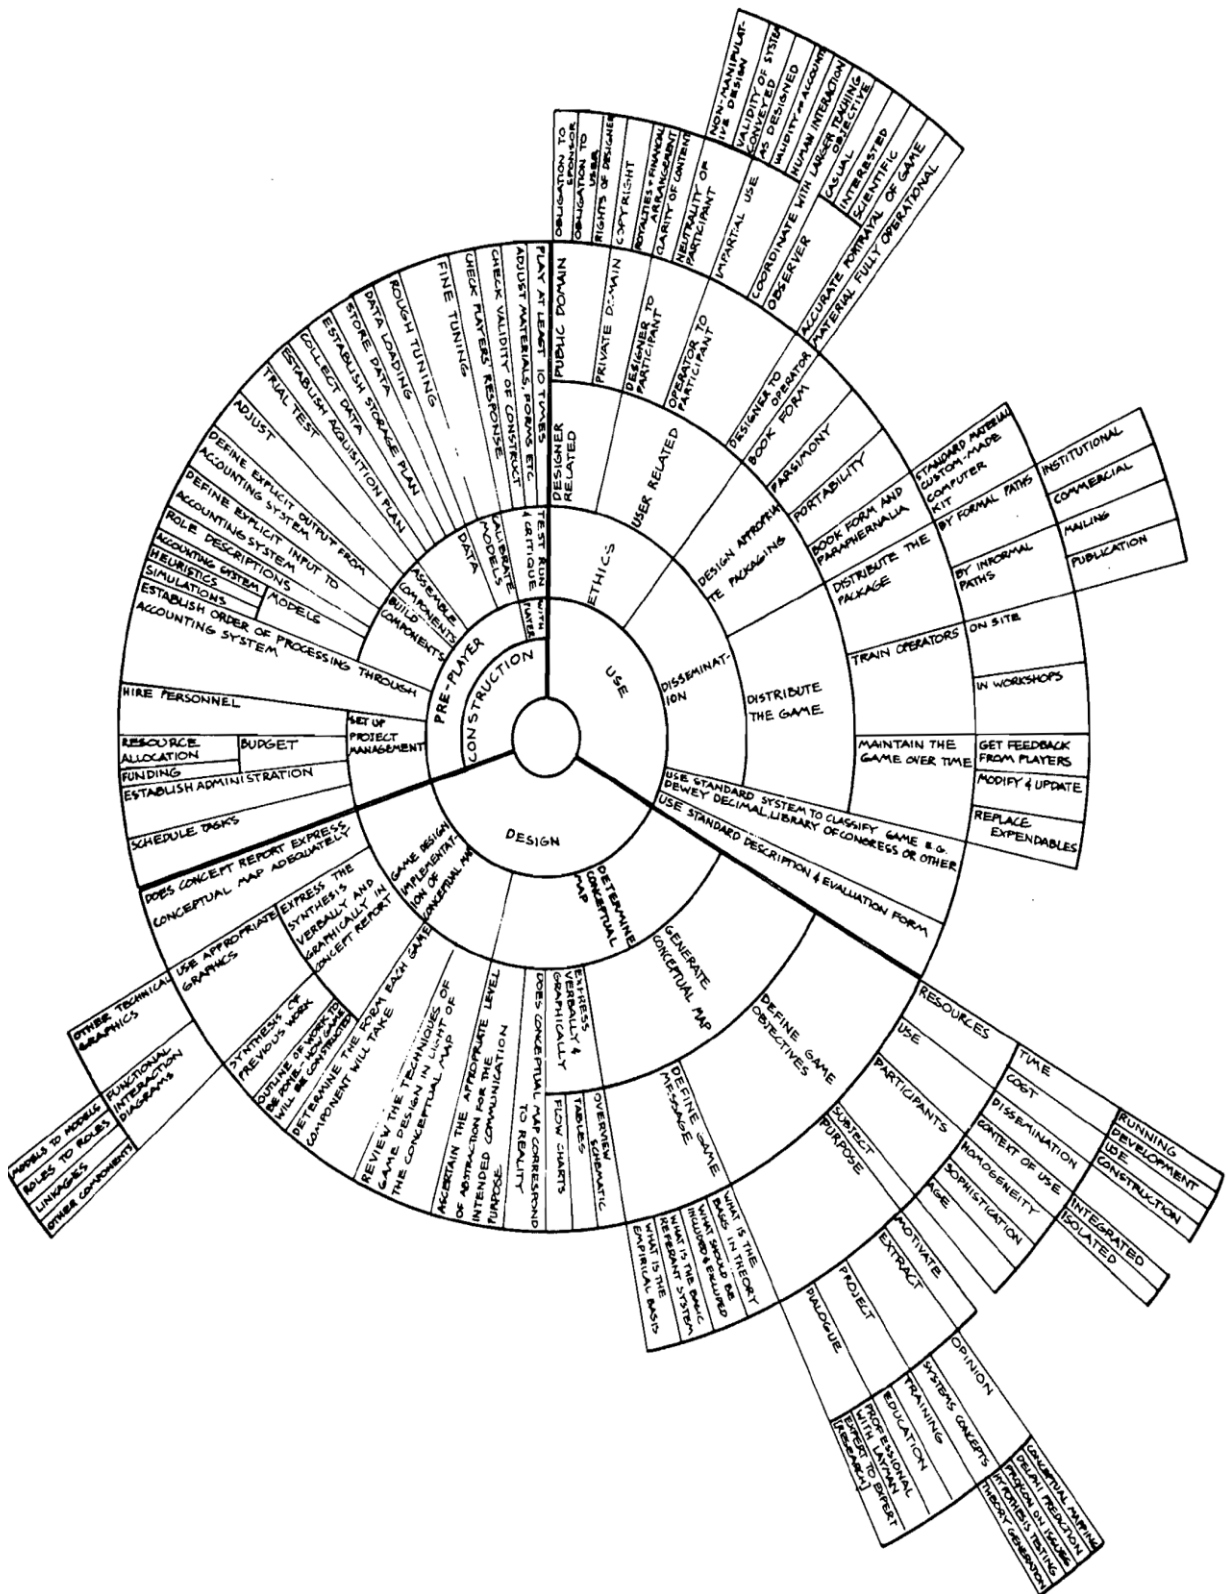 DESIGN
DETERMINE
CONCEPTUAL
MAP
GENERATE
CONCEPTUAL MAP
DEFINE GAME
OBJECTIVES
RESOURCES
TIME
COST
RUNNING
DEVELOPMENT
USE
CONSTRUCTION
USE
DISSEMINATION
CONTEXT OF USE
INTEGRATED
ISOLATED
PARTICIPANTS
HOMOGENEITY
SOPHISTICATION
AGE
SUBJECT
PURPOSE
MOTIVATE
EXTRACT
OPINION
CONCEPTUAL MAPPING
DELPHI PREDICTION
PRO/CON ON ISSUES
HYPOTHESIS TESTING
THEORY GENERATION
PROJECT
SYSTEMS CONCEPTS
TRAINING
EDUCATION
DIALOGUE
PROFESSIONAL
WITH LAYMAN
EXPERT TO EXPERT
[RESEARCH]
DEFINE GAME
MESSAGE
WHAT IS THE
BASIS IN THEORY
WHAT SHOULD BE
INCLUDED & EXCLUDED
WHAT IS THE BASIC
REFERANT SYSTEM
WHAT IS THE
EMPIRICAL BASIS
EXPRESS
VERBALLY &
GRAPHICALLY
OVERVIEW
SCHEMATIC
TABLES
FLOW CHARTS
DOES CONCEPTUAL MAP CORRESPOND
TO REALITY
GAME DESIGN
IMPLEMENTAT-
ION OF
CONCEPTUAL MAP
ASCERTAIN THE APPROPRIATE LEVEL
OF ABSTRACTION FOR THE
INTENDED COMMUNICATION
PURPOSE
REVIEW THE TECHNIQUES OF
GAME DESIGN IN LIGHT OF
THE CONCEPTUAL MAP
DETERMINE THE FORM EACH GAME
COMPONENT WILL TAKE
EXPRESS THE
SYNTHESIS
VERBALLY AND
GRAPHICALLY IN
CONCEPT REPORT
OUTLINE OF WORK TO
BE DONE - HOW GAME
WILL BE CONSTRUCTED
SYNTHESIS OF
PREVIOUS WORK
USE APPROPRIATE
GRAPHICS
OTHER TECHNICAL
GRAPHICS
FUNCTIONAL
INTERACTION
DIAGRAMS
MODELS TO MODELS
ROLES TO ROLES
LINKAGES
OTHER COMPONENTS
DOES CONCEPT REPORT EXPRESS
CONCEPTUAL MAP ADEQUATELY
CONSTRUCTION
PRE-PLAYER
SET UP
PROJECT
MANAGEMENT
SCHEDULE TASKS
ESTABLISH ADMINISTRATION
BUDGET
FUNDING
RESOURCE
ALLOCATION
HIRE PERSONNEL
BUILD
COMPONENTS
ESTABLISH ORDER OF PROCESSING THROUGH
ACCOUNTING SYSTEM
MODELS
SIMULATIONS
HEURISTICS
ACCOUNTING SYSTEM
ROLE DESCRIPTIONS
DEFINE EXPLICIT INPUT TO
ACCOUNTING SYSTEM
DEFINE EXPLICIT OUTPUT FROM
ACCOUNTING SYSTEM
ASSEMBLE
COMPONENTS
ADJUST
TRIAL TEST
DATA
ESTABLISH ACQUISITION PLAN
COLLECT DATA
ESTABLISH STORAGE PLAN
STORE DATA
DATA LOADING
CALIBRATE
MODELS
ROUGH TUNING
FINE TUNING
WITH
PLAYER
TEST RUN
& CRITIQUE
CHECK PLAYERS' RESPONSE
CHECK VALIDITY OF CONSTRUCT
ADJUST MATERIALS, FORMS ETC
PLAY AT LEAST 10 TIMES
USE
ETHICS
DESIGNER
RELATED
PUBLIC DOMAIN
OBLIGATION TO
SPONSOR
OBLIGATION TO
USER
RIGHTS OF DESIGNER
PRIVATE DOMAIN
COPYRIGHT
ROYALTIES & FINANCIAL
ARRANGEMENT
USER RELATED
DESIGNER TO
PARTICIPANT
CLARITY OF CONTENT
NEUTRALITY OF
PARTICIPANT
OPERATOR TO
PARTICIPANT
IMPARTIAL USE
NON-MANIPULAT-
IVE DESIGN
VALIDITY OF SYSTEM
CONVEYED
AS DESIGNED
HUMAN INTERACTION
COORDINATE WITH LARGER TEACHING
OBJECTIVE
OBSERVER
CASUAL
INTERESTED
SCIENTIFIC
DESIGNER TO
OPERATOR
ACCURATE PORTRAYAL OF GAME
MATERIAL FULLY OPERATIONAL
DISSEMINAT-
ION
DESIGN APPROPRIA
TE PACKAGING
BOOK FORM
PARSIMONY
PORTABILITY
BOOK FORM AND
PARAPHERNALIA
STANDARD MATERIAL
CUSTOM-MADE
COMPUTER
KIT
DISTRIBUTE
THE GAME
DISTRIBUTE THE
PACKAGE
BY FORMAL PATHS
INSTITUTIONAL
COMMERCIAL
BY INFORMAL
PATHS
MAILING
PUBLICATION
TRAIN OPERATORS
ON SITE
IN WORKSHOPS
MAINTAIN THE
GAME OVER TIME
GET FEEDBACK
FROM PLAYERS
MODIFY & UPDATE
REPLACE
EXPENDABLES
USE STANDARD SYSTEM TO CLASSIFY GAME E.G.
DEWEY DECIMAL, LIBRARY OF CONGRESS OR OTHER
USE STANDARD DESCRIPTION & EVALUATION FORM